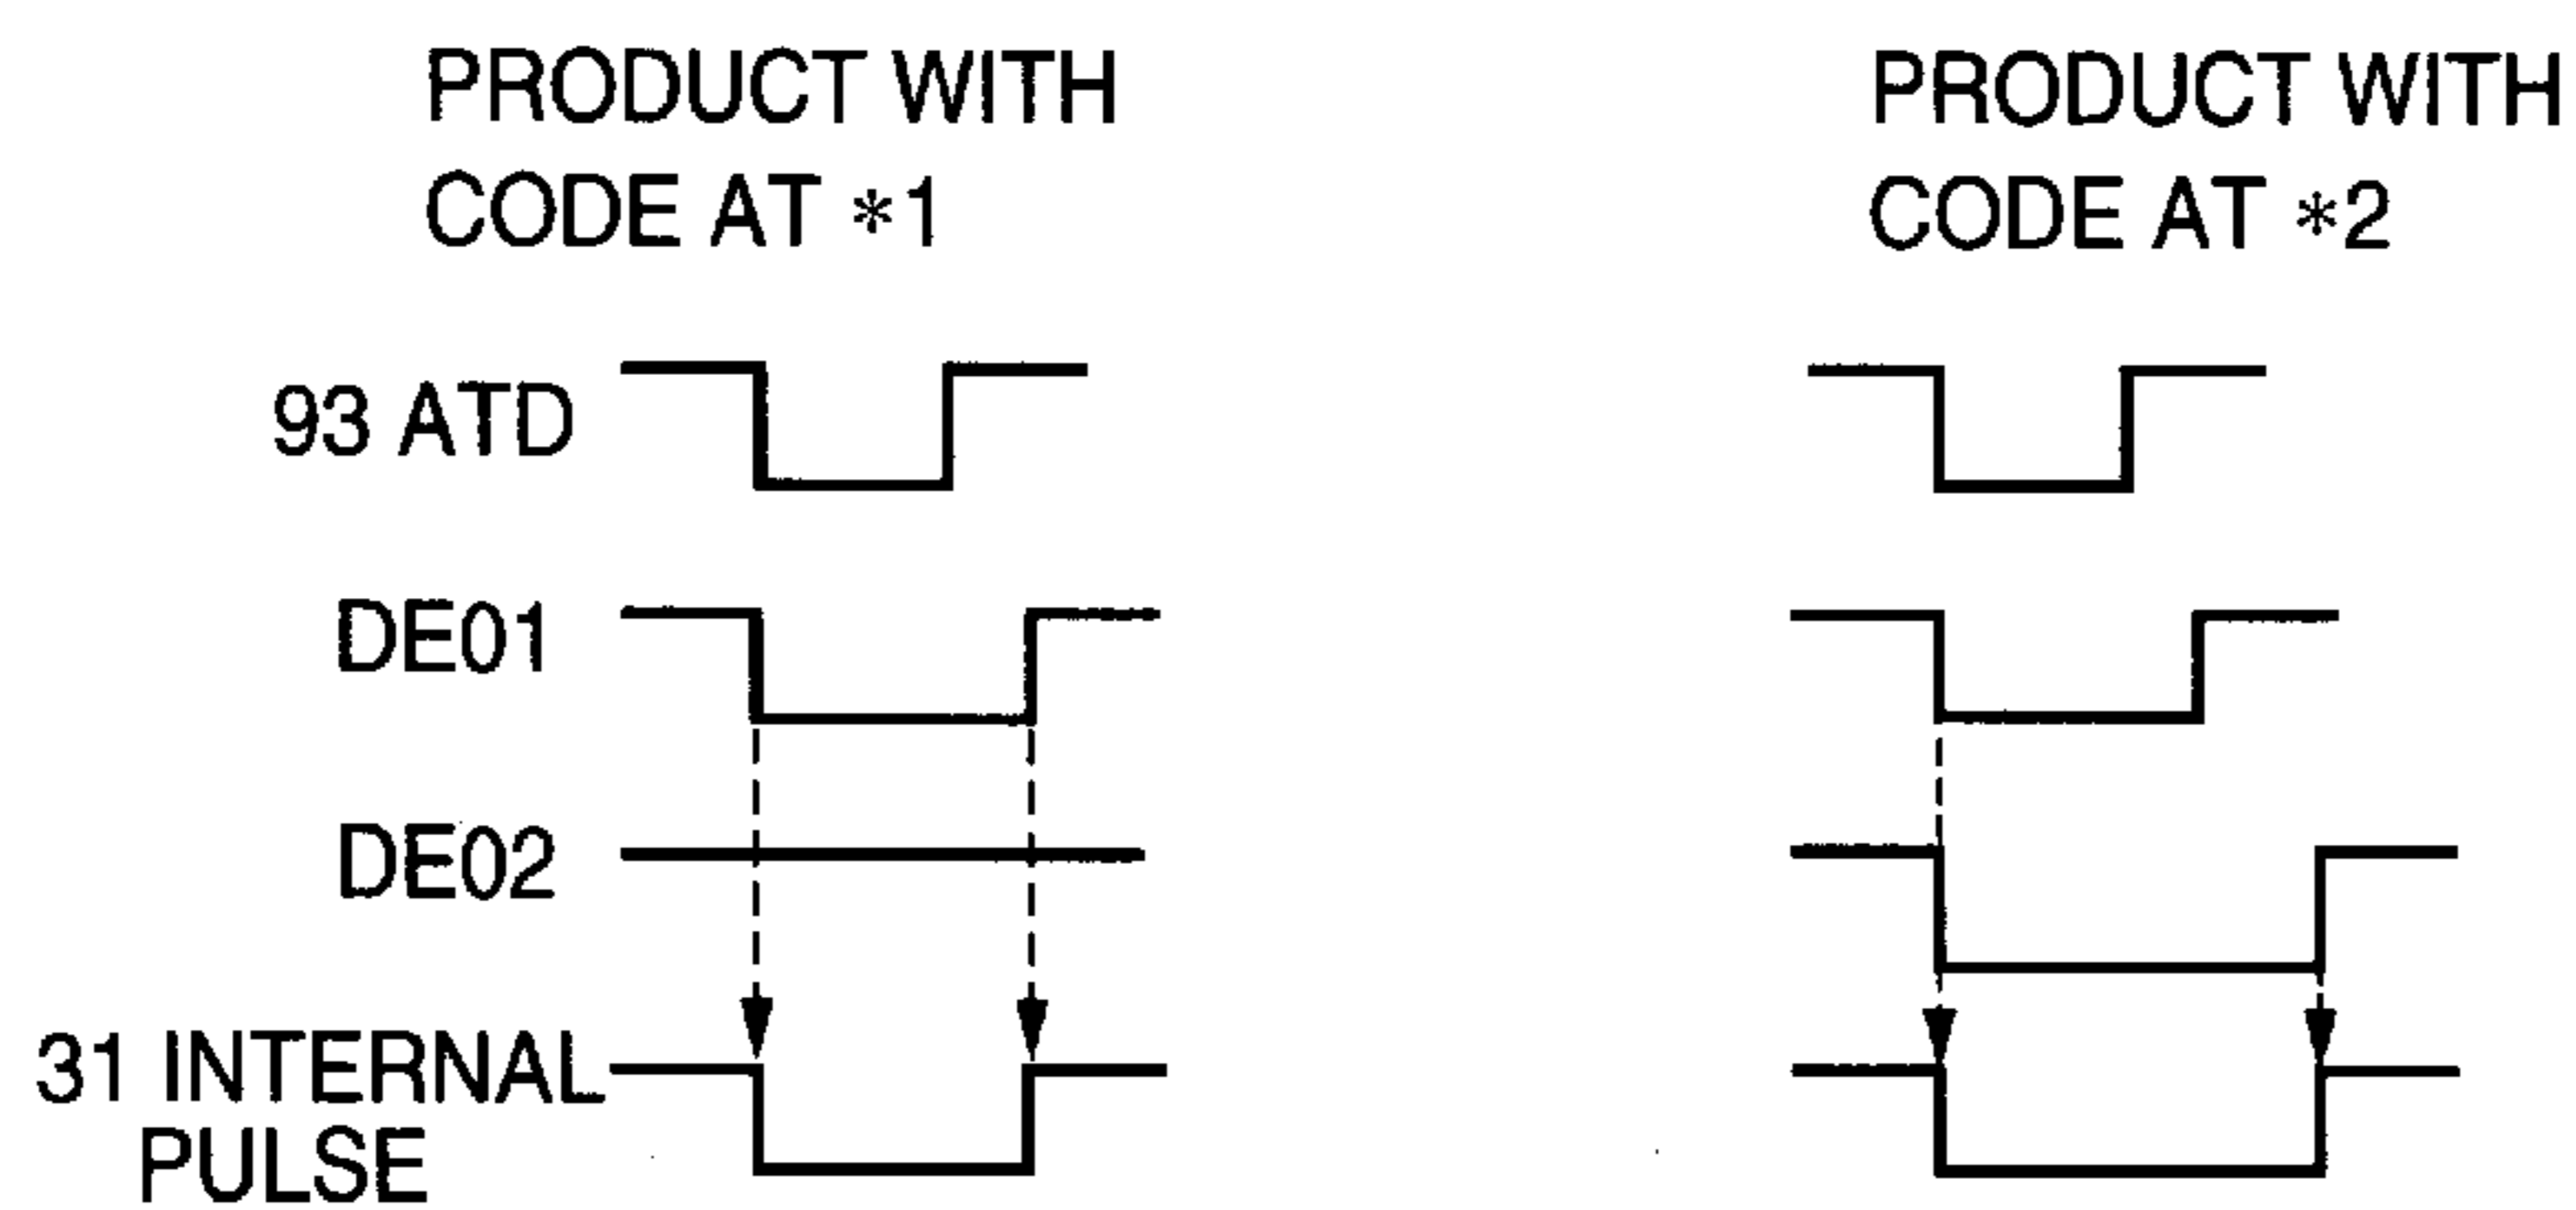 PRODUCT WITH
CODE AT *1
PRODUCT WITH
CODE AT *2
93 ATD
DE01
DE02
31 INTERNAL
PULSE